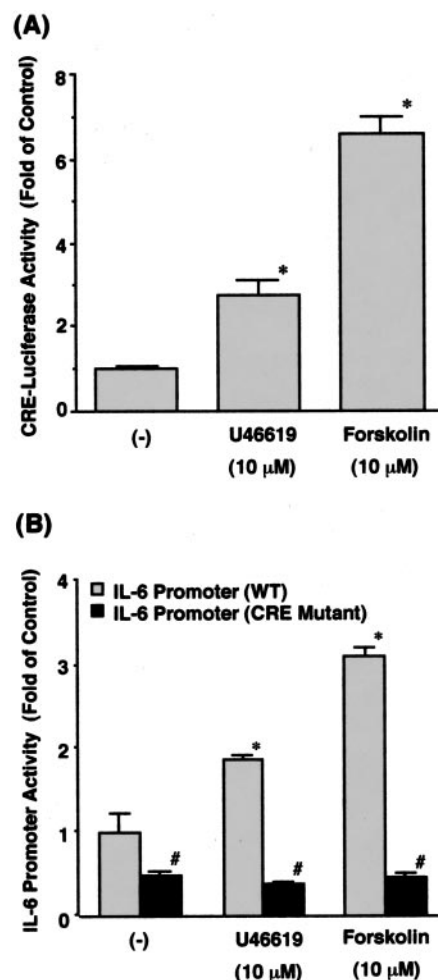 (A)
CRE-Luciferase Activity (Fold of Control)
8
6
4
2
0
*
*
(-)
U46619
Forskolin
(10 μM)
(10 μM)
(B)
IL-6 Promoter Activity (Fold of Control)
4
3
2
1
0
IL-6 Promoter (WT)
IL-6 Promoter (CRE Mutant)
*
*
#
#
#
(-)
U46619
Forskolin
(10 μM)
(10 μM)